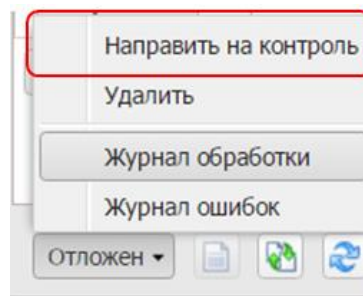 Направить на контроль
Удалить
Журнал обработки
Журнал ошибок
Отложен